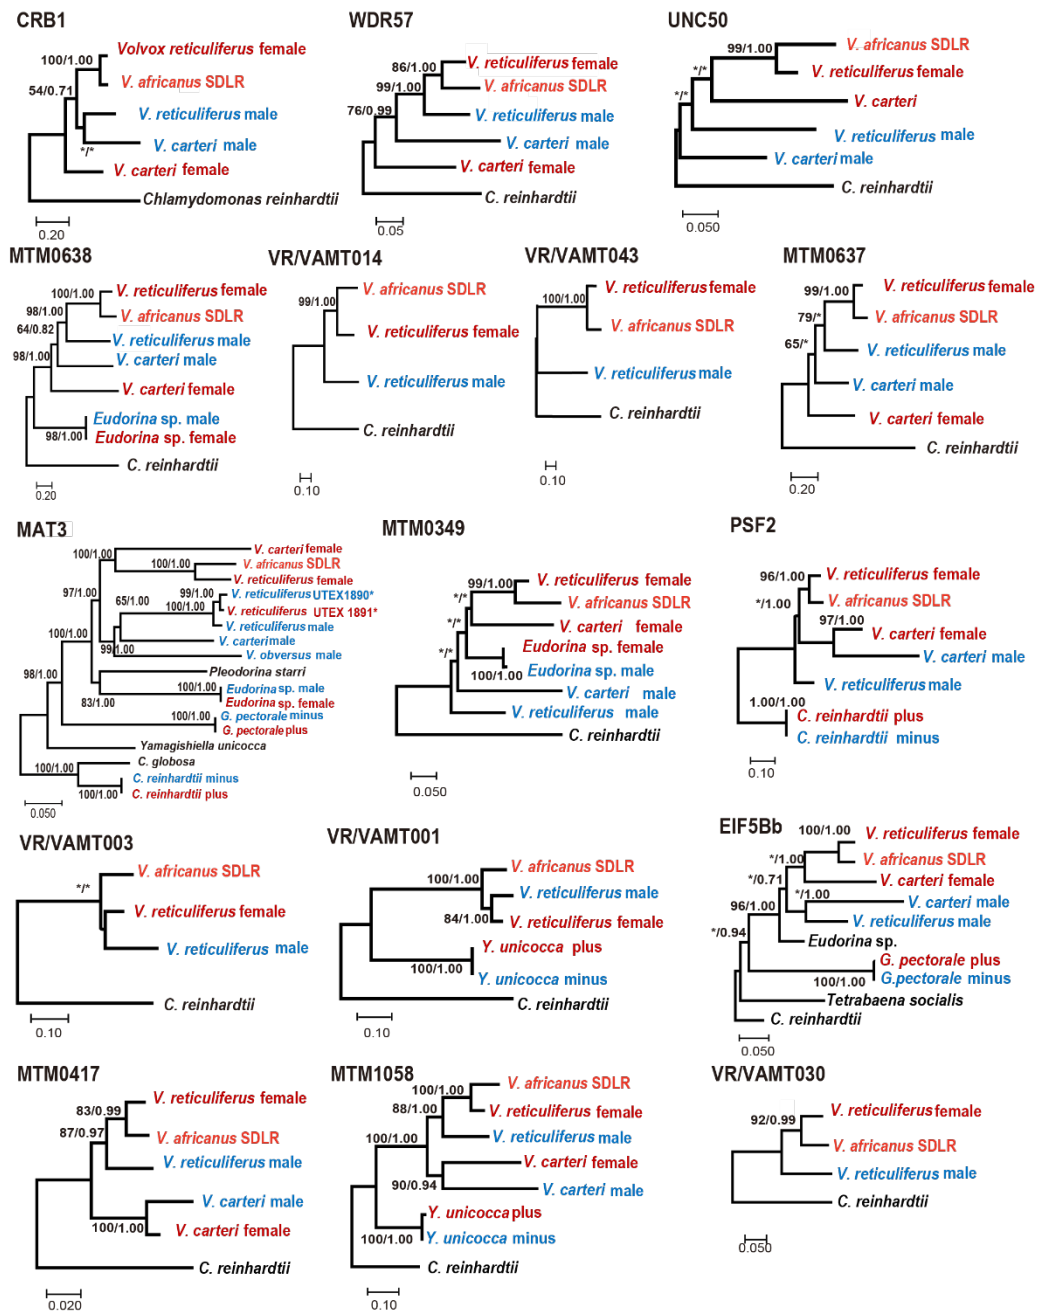 CRB1
Volvox reticuliferus female
100/1.00
V. africanus SDLR
54/0.71
V. reticuliferus male
V. carteri male
*/*
V. carteri female
Chlamydomonas reinhardtii
0.20
WDR57
V. reticuliferus female
86/1.00
V. africanus SDLR
99/1.00
V. reticuliferus male
76/0.99
V. carteri male
V. carteri female
C. reinhardtii
0.05
UNC50
V. africanus SDLR
99/1.00
V. reticuliferus female
*/*
V. carteri
*/*
V. reticuliferus male
V. carteri male
C. reinhardtii
0.050
MTM0638
V. reticuliferus female
100/1.00
V. africanus SDLR
98/1.00
V. reticuliferus male
64/0.82
V. carteri male
98/1.00
V. carteri female
Eudorina sp. male
Eudorina sp. female
98/1.00
C. reinhardtii
0.20
VR/VAMT014
V. africanus SDLR
99/1.00
V. reticuliferus female
V. reticuliferus male
C. reinhardtii
0.10
VR/VAMT043
V. reticuliferus female
100/1.00
V. africanus SDLR
V. reticuliferus male
C. reinhardtii
0.10
MTM0637
V. reticuliferus female
99/1.00
V. africanus SDLR
79/*
65/*
V. reticuliferus male
V. carteri male
V. carteri female
C. reinhardtii
0.20
MAT3
V. carteri female
100/1.00
V. africanus SDLR
100/1.00
V. reticuliferus female
97/1.00
99/1.00
V. reticuliferus UTEX1890*
65/1.00
100/1.00
V. reticuliferus UTEX 1891*
V. reticuliferus male
100/1.00
V. carteri male
99/1.00
V. obversus male
98/1.00
Pleodorina starri
100/1.00
Eudorina sp. male
83/1.00
Eudorina sp. female
100/1.00
G. pectorale minus
G. pectorale plus
Yamagishiella unicocca
C. globosa
100/1.00
C. reinhardtii minus
100/1.00
C. reinhardtii plus
0.050
MTM0349
V. reticuliferus female
99/1.00
V. africanus SDLR
*/*
V. carteri female
*/*
Eudorina sp. female
*/*
Eudorina sp. male
100/1.00
V. carteri male
V. reticuliferus male
C. reinhardtii
0.050
PSF2
V. reticuliferus female
96/1.00
V. africanus SDLR
*/1.00
97/1.00
V. carteri female
V. carteri male
V. reticuliferus male
1.00/1.00
C. reinhardtii plus
C. reinhardtii minus
0.10
VR/VAMT003
V. africanus SDLR
*/*
V. reticuliferus female
V. reticuliferus male
C. reinhardtii
0.10
VR/VAMT001
V. africanus SDLR
100/1.00
V. reticuliferus male
84/1.00
V. reticuliferus female
Y. unicocca plus
100/1.00
Y. unicocca minus
C. reinhardtii
0.10
EIF5Bb
100/1.00
V. reticuliferus female
*/1.00
V. africanus SDLR
*/0.71
V. carteri female
*/1.00
V. carteri male
96/1.00
V. reticuliferus male
*/0.94
Eudorina sp.
G. pectorale plus
100/1.00
G.pectorale minus
Tetrabaena socialis
C. reinhardtii
0.050
MTM0417
V. reticuliferus female
83/0.99
87/0.97
V. africanus SDLR
V. reticuliferus male
V. carteri male
100/1.00
V. carteri female
C. reinhardtii
0.020
MTM1058
V. africanus SDLR
100/1.00
88/1.00
V. reticuliferus female
100/1.00
V. reticuliferus male
V. carteri female
90/0.94
V. carteri male
Y. unicocca plus
100/1.00
Y. unicocca minus
C. reinhardtii
0.10
VR/VAMT030
V. reticuliferus female
92/0.99
V. africanus SDLR
V. reticuliferus male
C. reinhardtii
0.050